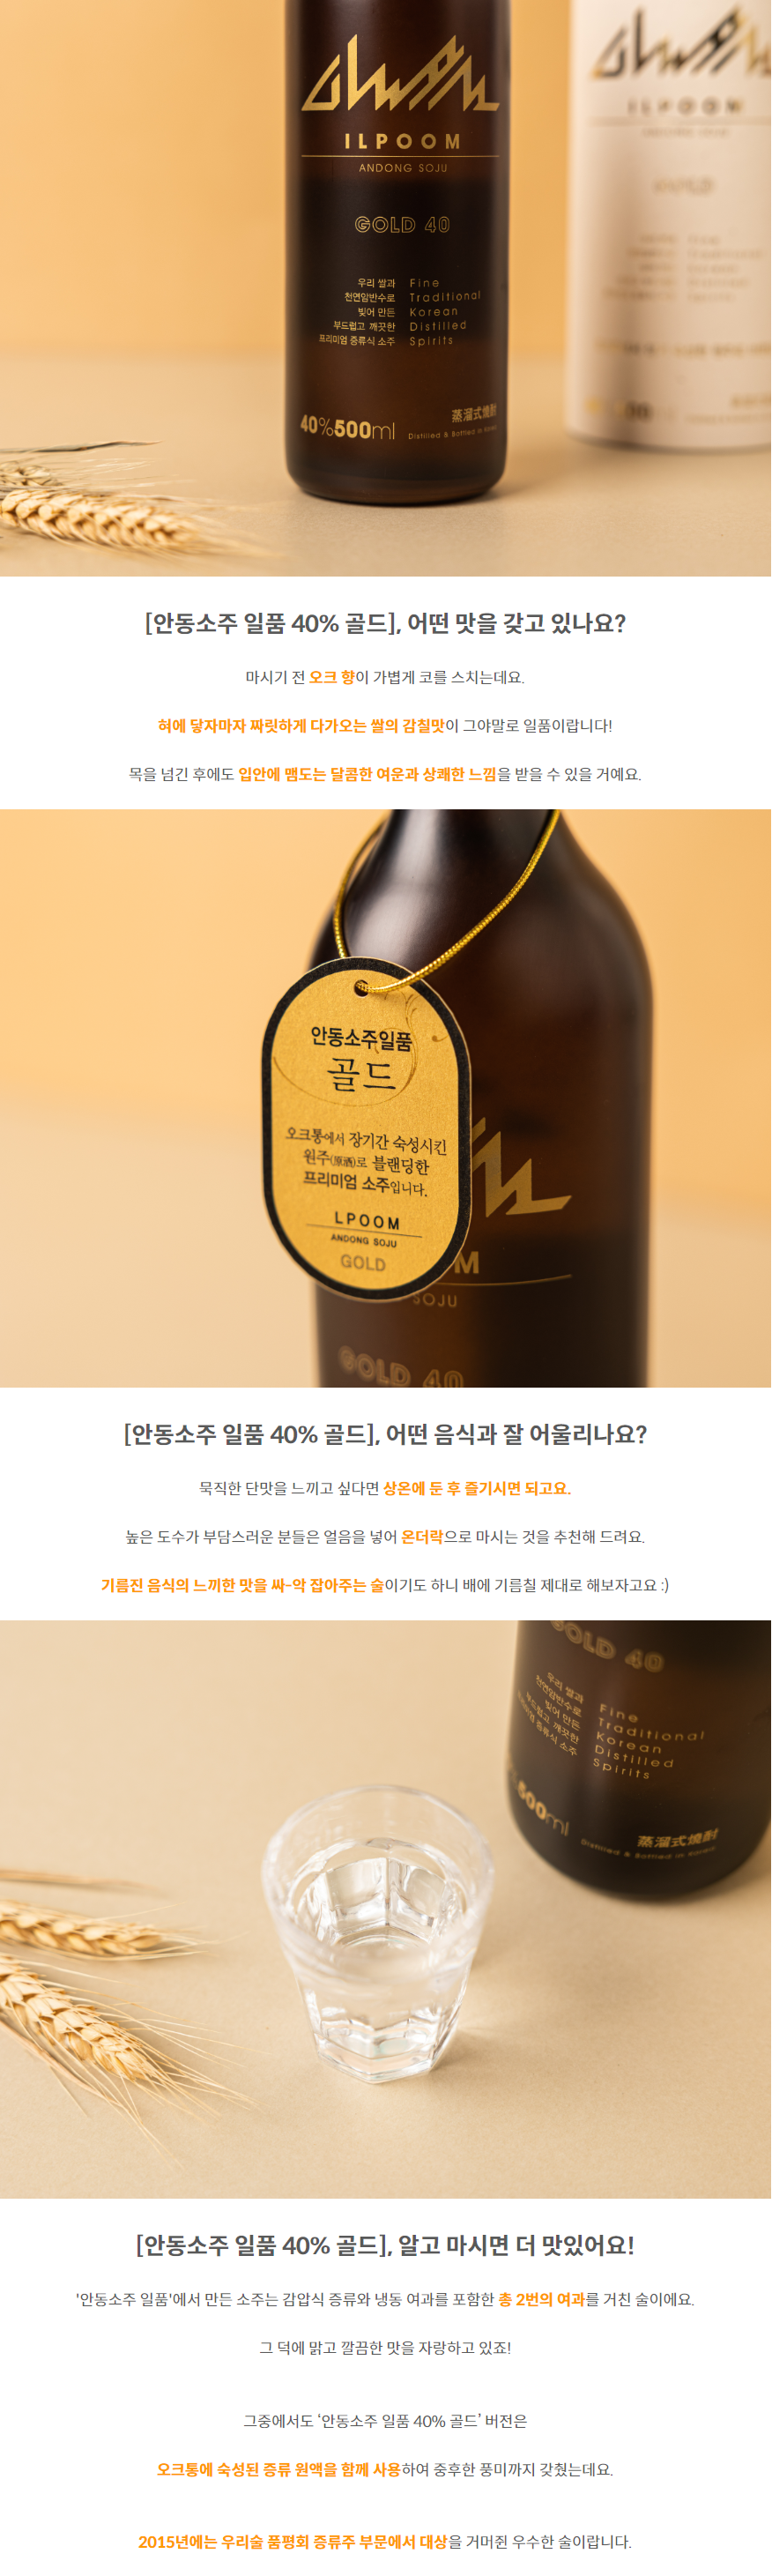 ILPOOM
ANDONG SOJU
GOLD 40
우리 쌀과 Fine
천연암반수로 Traditional
빚어 만든 Korean
부드럽고 깨끗한 Distilled
프리미엄 증류식 소주 Spirits
40%500ml
蒸溜式燒酎
Distilled & Bottled in Korea
ILPOOM
[안동소주 일품 40% 골드], 어떤 맛을 갖고 있나요?
마시기 전 오크 향이 가볍게 코를 스치는데요.
혀에 닿자마자 짜릿하게 다가오는 쌀의 감칠맛이 그야말로 일품이랍니다!
목을 넘긴 후에도 입안에 맴도는 달콤한 여운과 상쾌한 느낌을 받을 수 있을 거예요.
안동소주일품
골드
오크통에서 장기간 숙성시킨
원주(原酒)로 블랜딩한
프리미엄 소주입니다.
LPOOM
ANDONG SOJU
GOLD
M
SOJU
GOLD 40
[안동소주 일품 40% 골드], 어떤 음식과 잘 어울리나요?
묵직한 단맛을 느끼고 싶다면 상온에 둔 후 즐기시면 되고요.
높은 도수가 부담스러운 분들은 얼음을 넣어 온더락으로 마시는 것을 추천해 드려요.
기름진 음식의 느끼한 맛을 싸-악 잡아주는 술이기도 하니 배에 기름칠 제대로 해보자고요 :)
GOLD 40
우리 쌀과 Fine
천연암반수로 Traditional
빚어 만든 Korean
부드럽고 깨끗한 Distilled
프리미엄 증류식 소주 Spirits
500ml
蒸溜式燒酎
Distilled & Bottled in Korea
[안동소주 일품 40% 골드], 알고 마시면 더 맛있어요!
'안동소주 일품'에서 만든 소주는 감압식 증류와 냉동 여과를 포함한 총 2번의 여과를 거친 술이에요.
그 덕에 맑고 깔끔한 맛을 자랑하고 있죠!
그중에서도 ‘안동소주 일품 40% 골드’ 버전은
오크통에 숙성된 증류 원액을 함께 사용하여 중후한 풍미까지 갖췄는데요.
2015년에는 우리술 품평회 증류주 부문에서 대상을 거머쥔 우수한 술이랍니다.